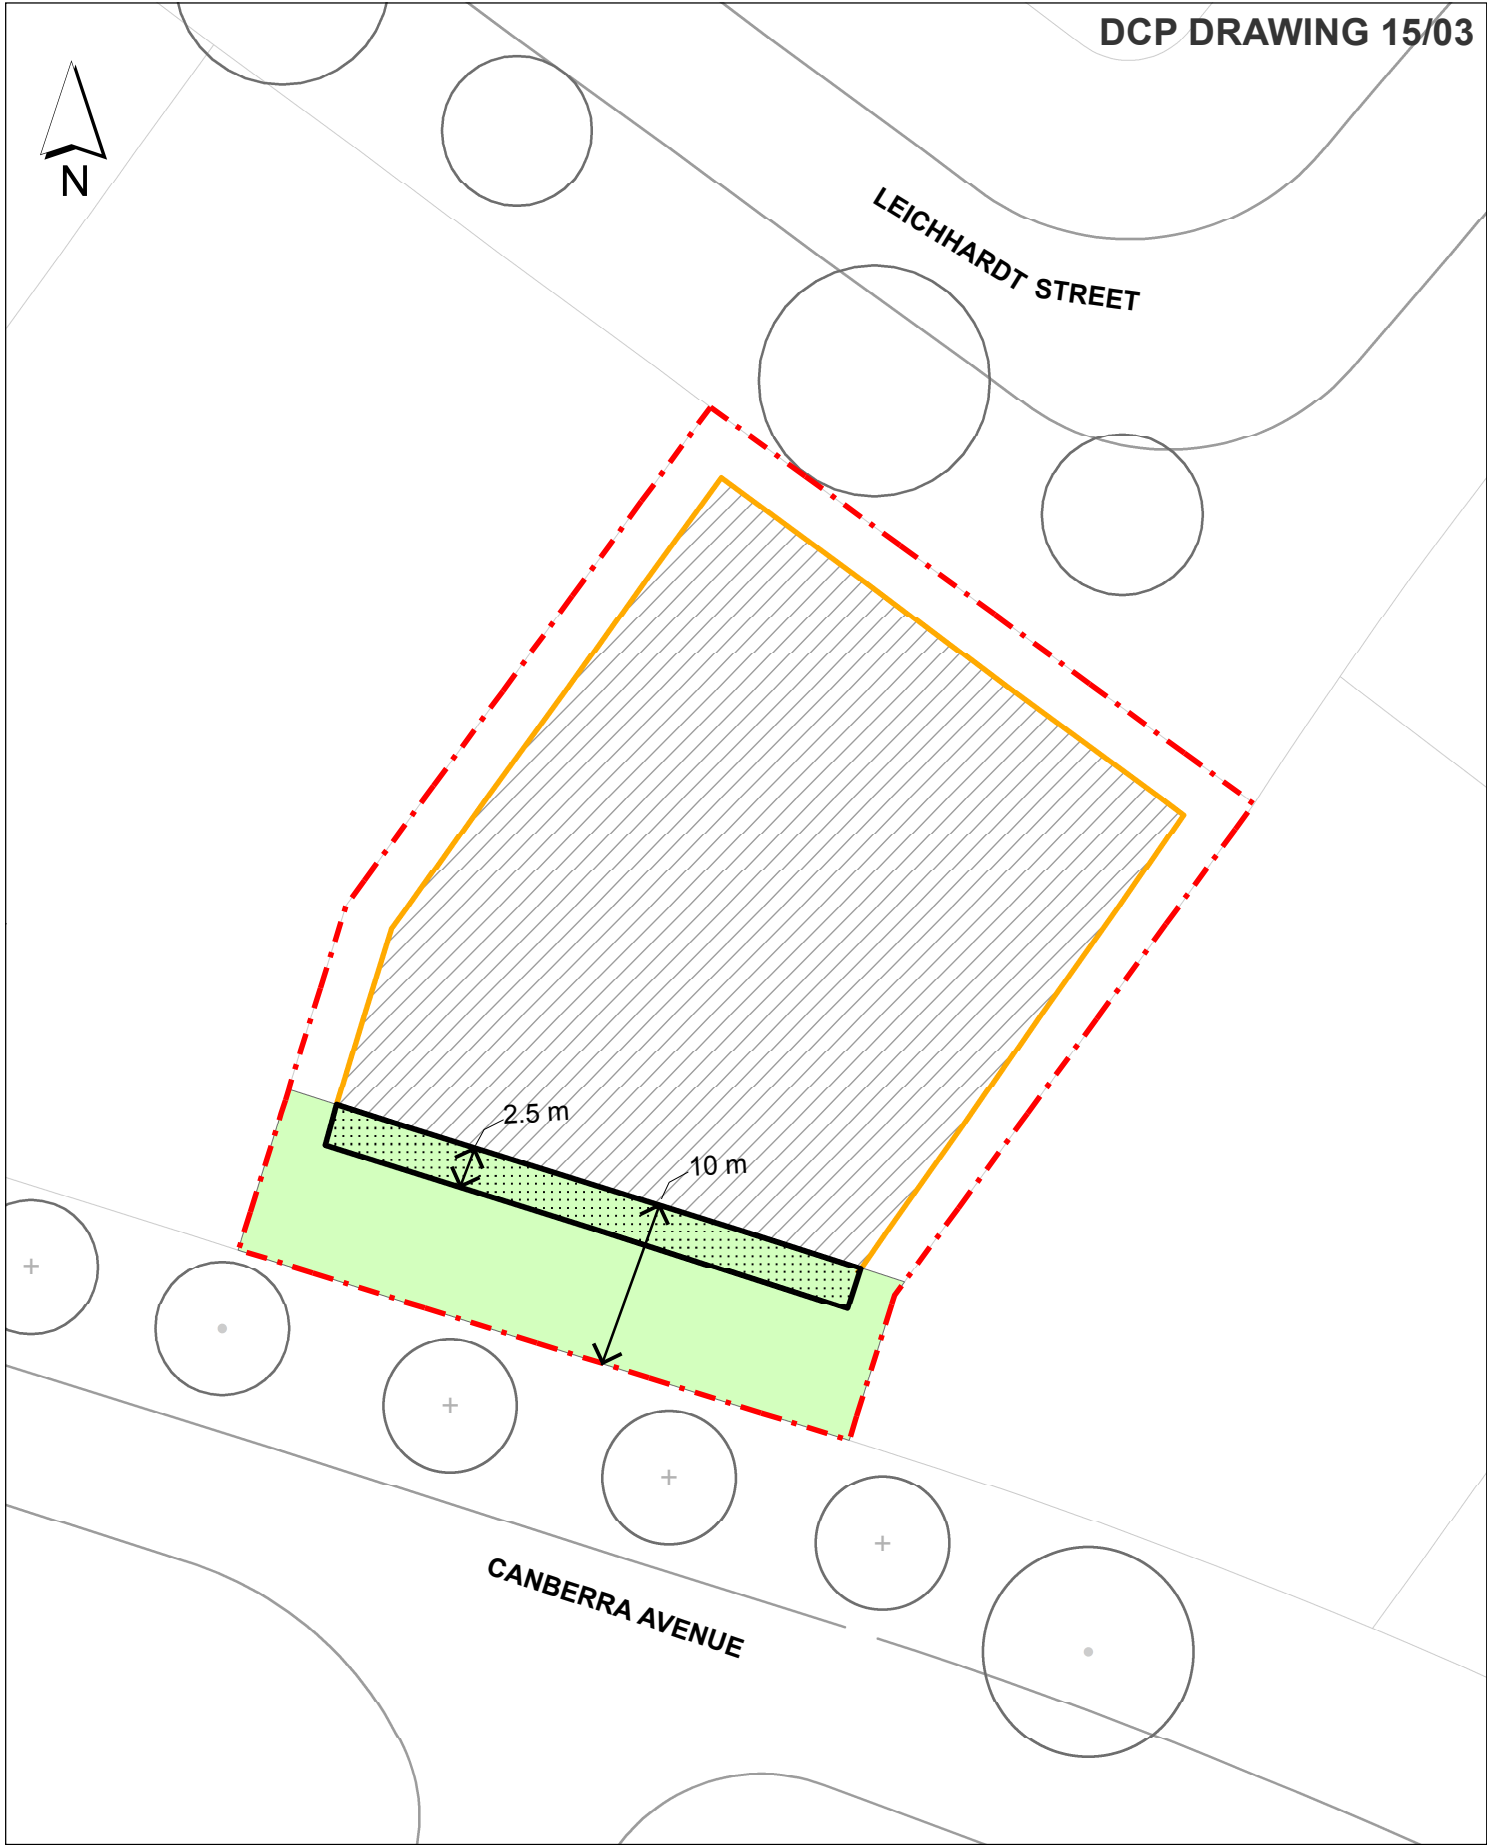 DCP DRAWING 15/03
N
LEICHHARDT STREET
2.5 m
10 m
CANBERRA AVENUE